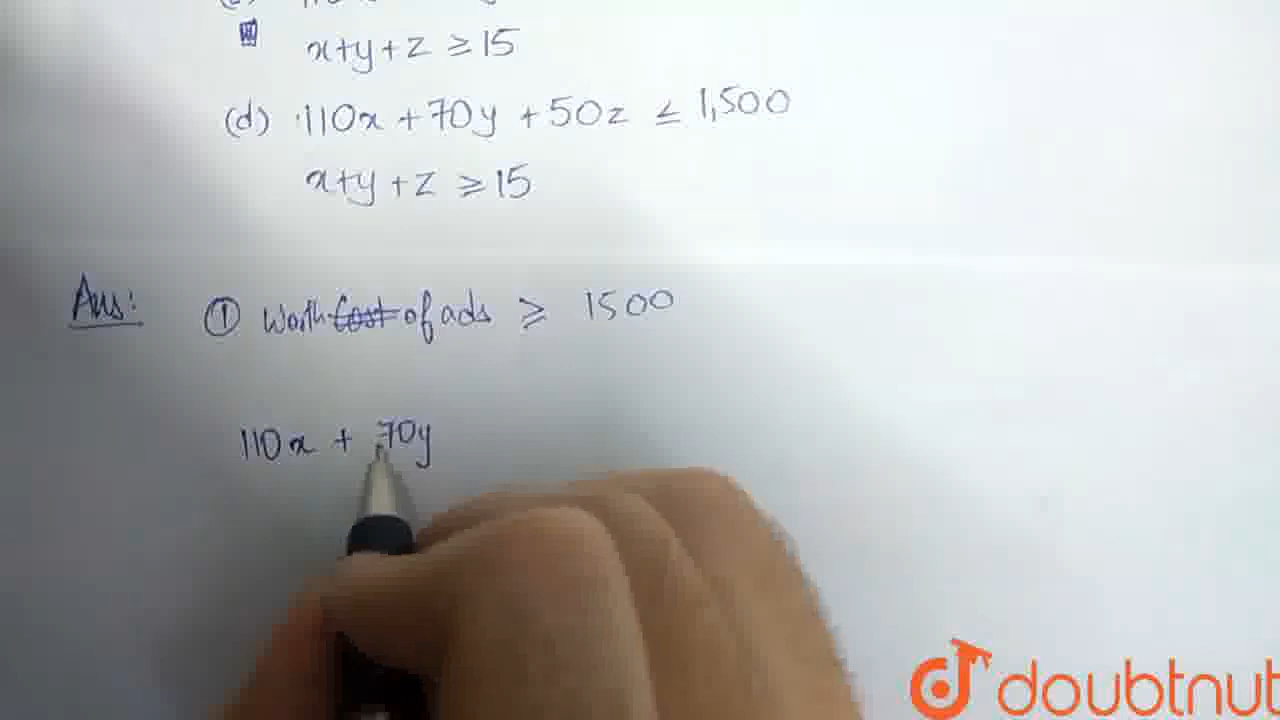 x+y+z ≥ 15
(d) 110x + 70y + 50z ≤ 1,500
x+y+z ≥ 15
Ans: ① Worth Cost of ads ≥ 1500
110x + 70y
doubtnut